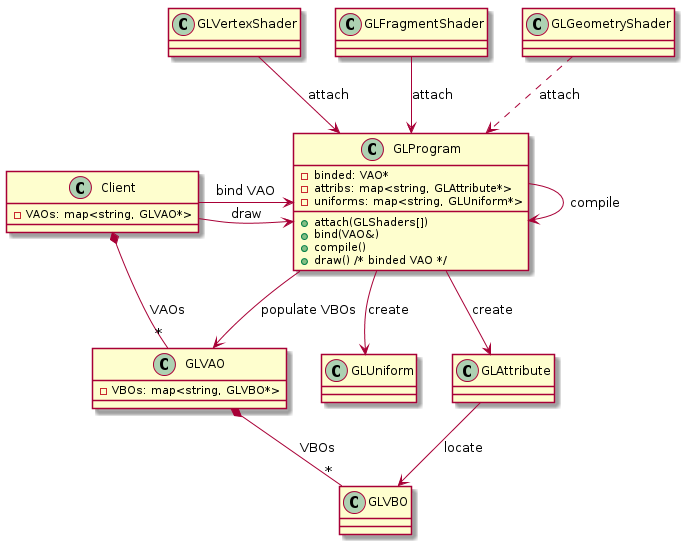 C GLVertexShader
C GLFragmentShader
C GLGeometryShader
attach
attach
attach
C GLProgram
binded: VAO*
attribs: map<string, GLAttribute*>
uniforms: map<string, GLUniform*>
attach(GLShaders[])
bind(VAO&)
compile()
draw() /* binded VAO */
C Client
VAOs: map<string, GLVAO*>
bind VAO
draw
compile
VAOs
*
populate VBOs
create
create
C GLVAO
VBOs: map<string, GLVBO*>
C GLUniform
C GLAttribute
VBOs
*
locate
C GLVBO